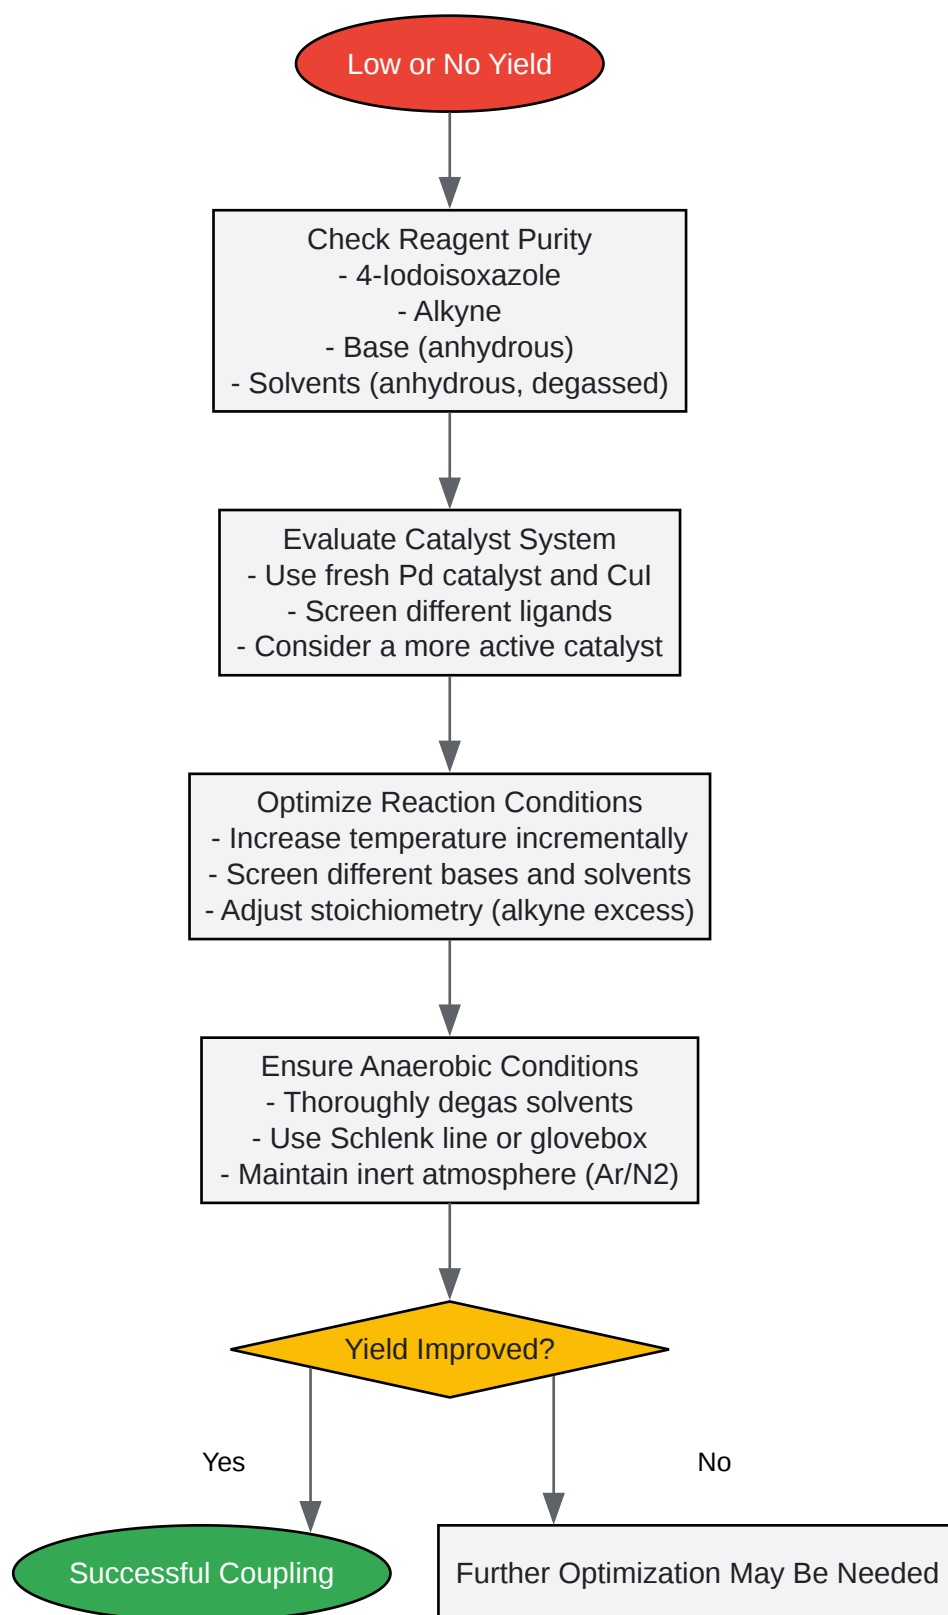 Low or No Yield
Check Reagent Purity
- 4-Iodoisoxazole
- Alkyne
- Base (anhydrous)
- Solvents (anhydrous, degassed)
Evaluate Catalyst System
- Use fresh Pd catalyst and CuI
- Screen different ligands
- Consider a more active catalyst
Optimize Reaction Conditions
- Increase temperature incrementally
- Screen different bases and solvents
- Adjust stoichiometry (alkyne excess)
Ensure Anaerobic Conditions
- Thoroughly degas solvents
- Use Schlenk line or glovebox
- Maintain inert atmosphere (Ar/N2)
Yield Improved?
Yes
No
Successful Coupling
Further Optimization May Be Needed